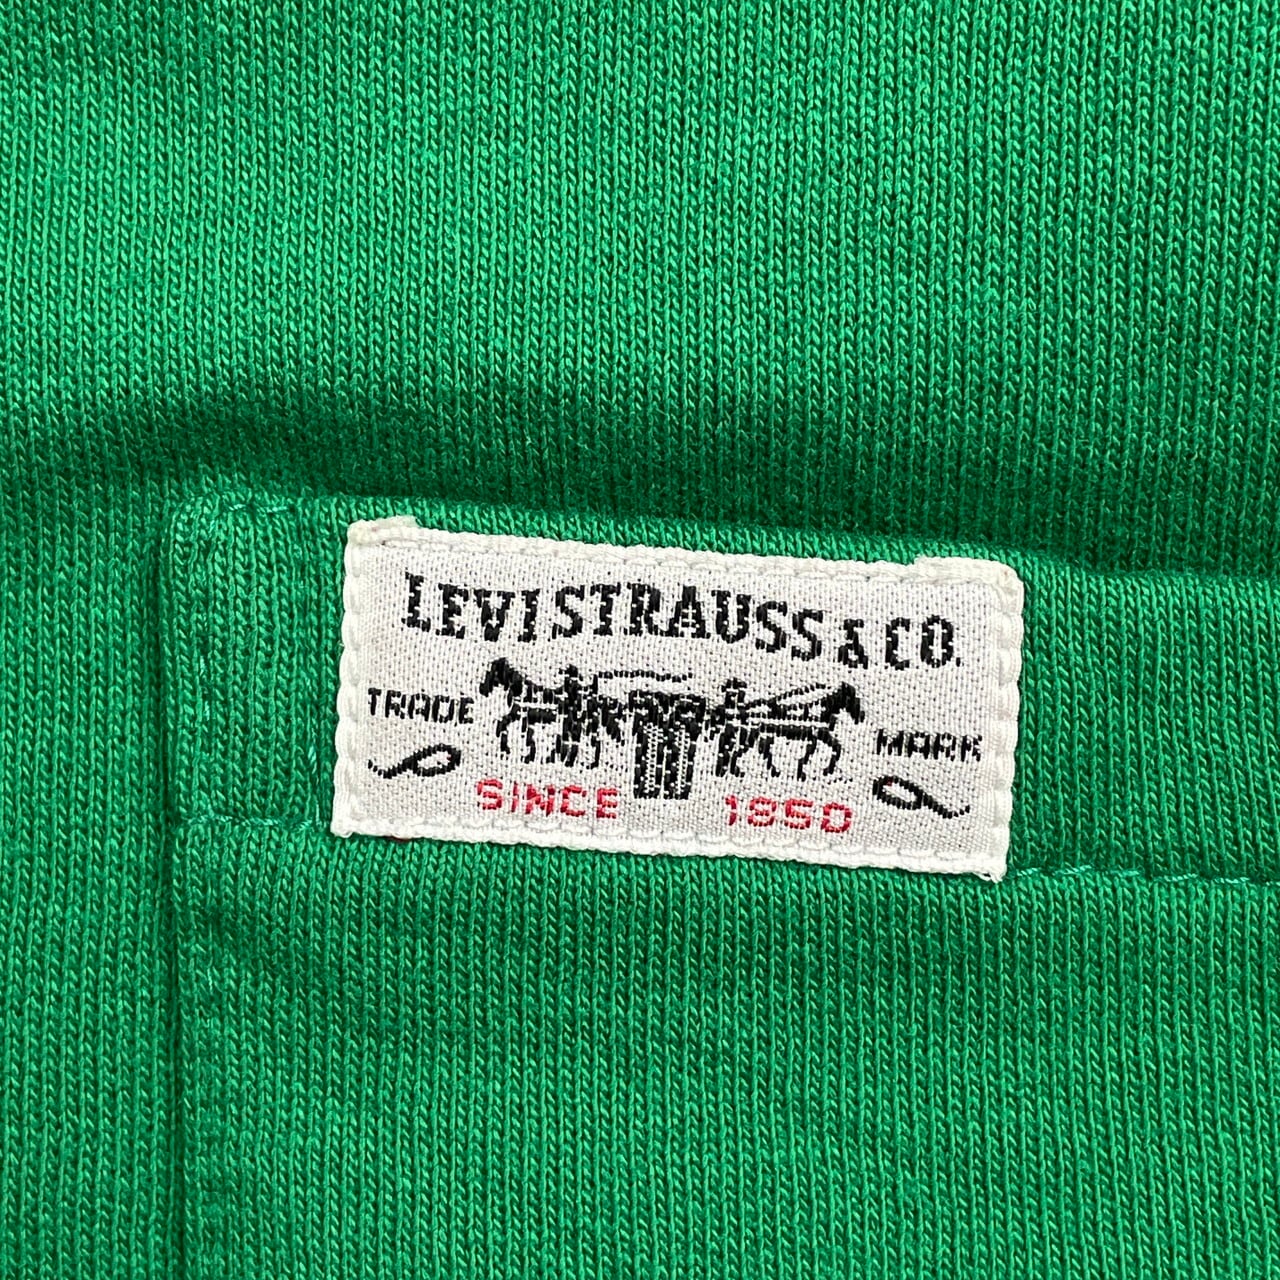 LEVI STRAUSS & CO.
TRADE MARK
SINCE 1850